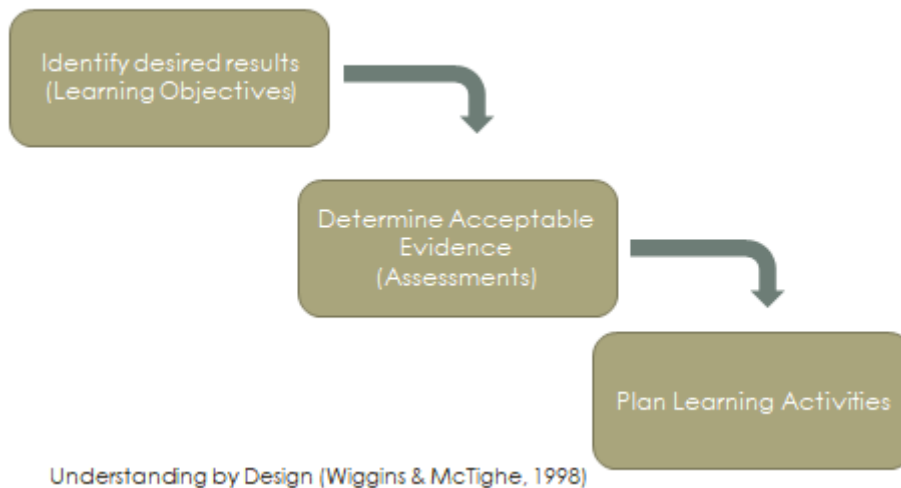 Identify desired results
(Learning Objectives)
Determine Acceptable
Evidence
(Assessments)
Plan Learning Activities
Understanding by Design (Wiggins & McTighe, 1998)